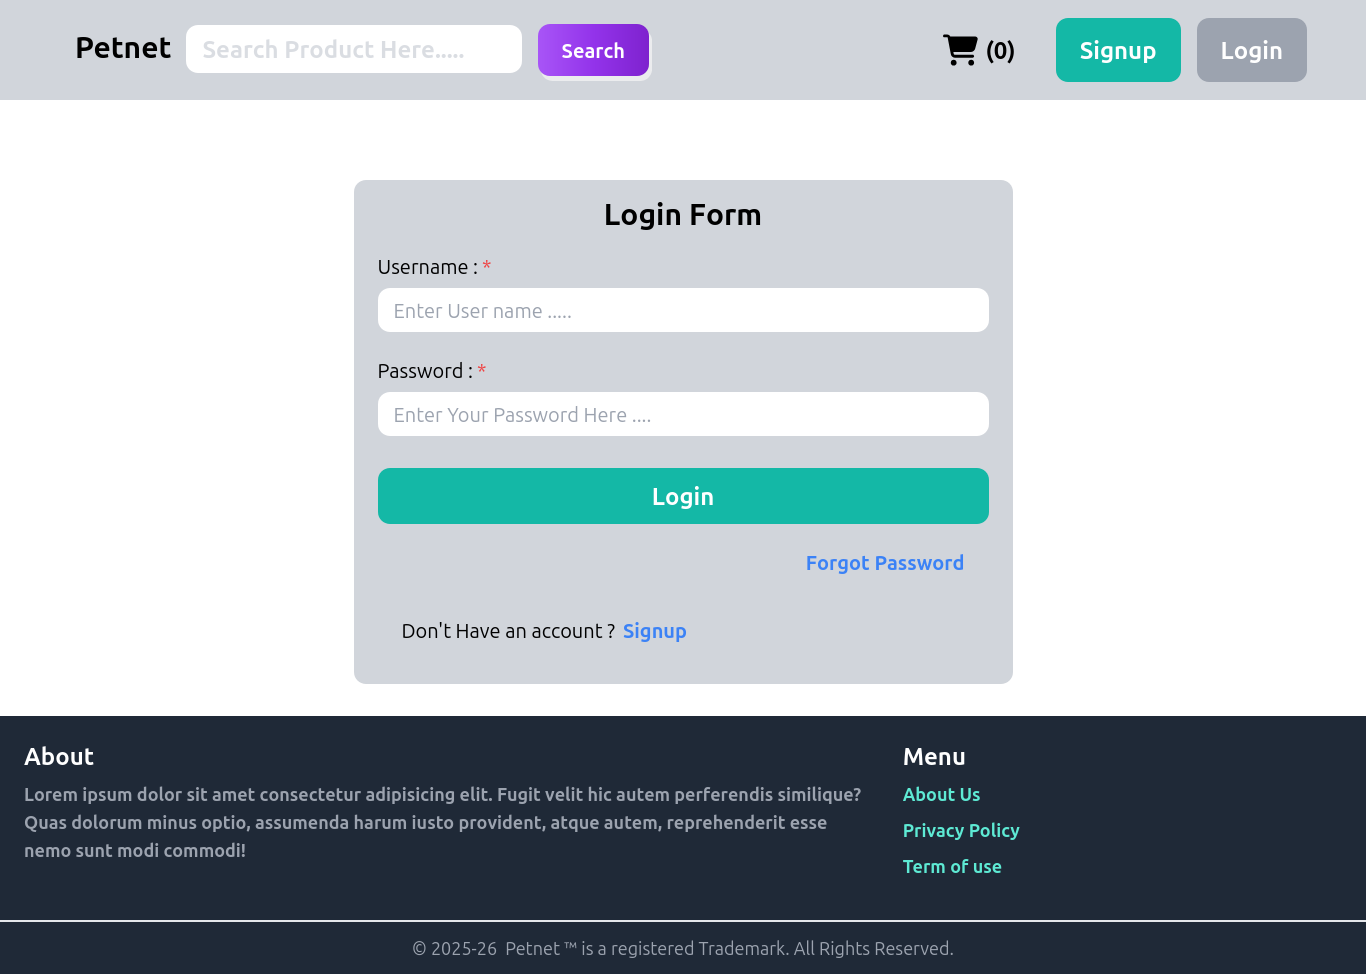 Petnet
Search Product Here.....
Search
(0)
Signup
Login
Login Form
Username : *
Enter User name .....
Password : *
Enter Your Password Here ....
Login
Forgot Password
Don't Have an account ? Signup
About
Lorem ipsum dolor sit amet consectetur adipisicing elit. Fugit velit hic autem perferendis similique?
Quas dolorum minus optio, assumenda harum iusto provident, atque autem, reprehenderit esse
nemo sunt modi commodi!
Menu
About Us
Privacy Policy
Term of use
© 2025-26 Petnet ™ is a registered Trademark. All Rights Reserved.